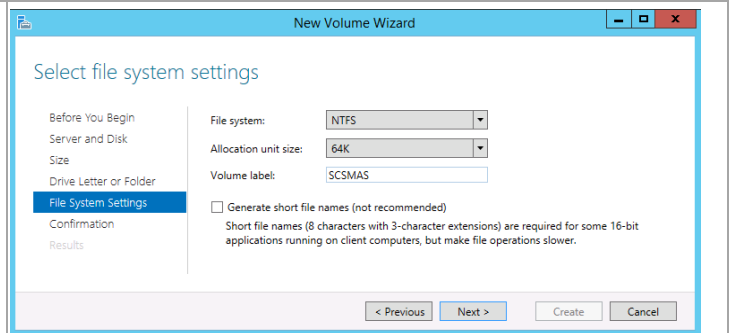 New Volume Wizard
Select file system settings
Before You Begin
Server and Disk
Size
Drive Letter or Folder
File System Settings
Confirmation
Results
File system:
NTFS
Allocation unit size:
64K
Volume label:
SCSMAS
Generate short file names (not recommended)
Short file names (8 characters with 3-character extensions) are required for some 16-bit
applications running on client computers, but make file operations slower.
< Previous
Next >
Create
Cancel